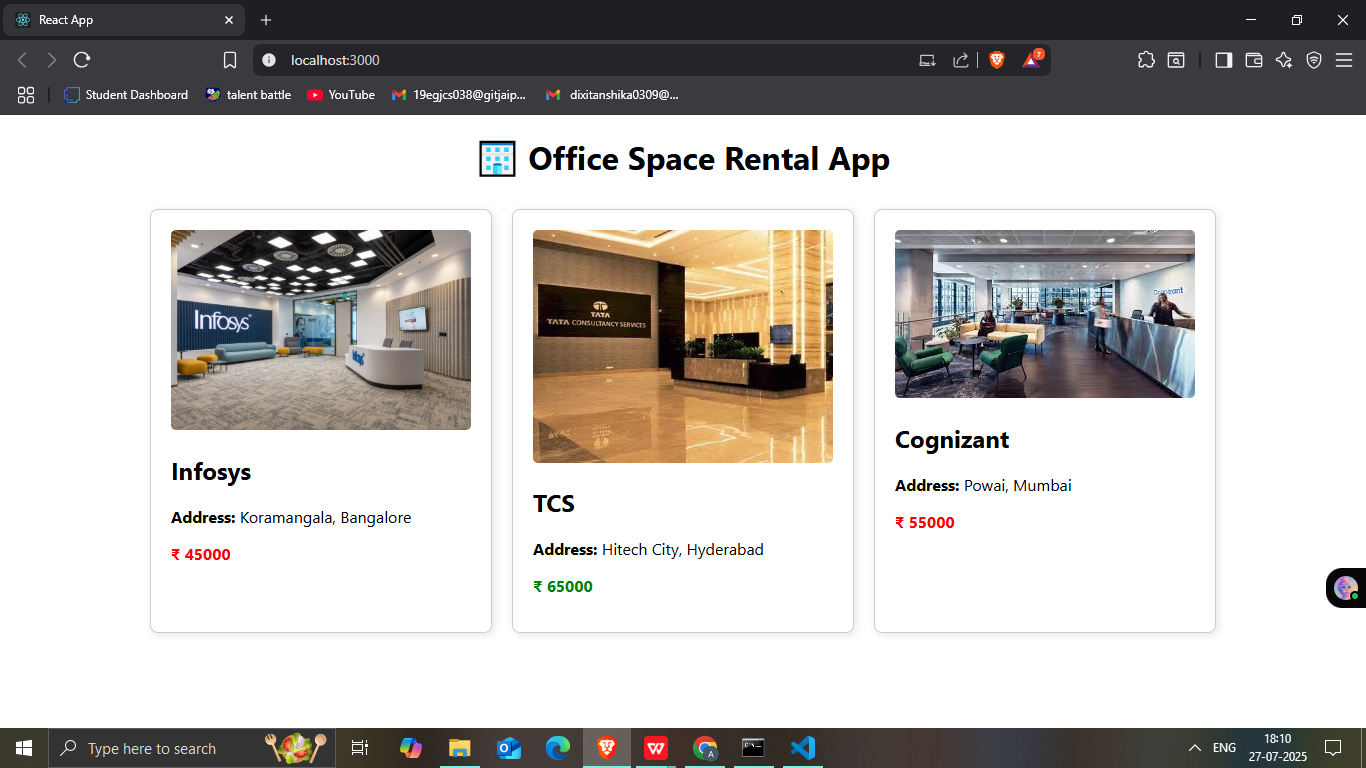 React App
localhost:3000
7
Student Dashboard
talent battle
YouTube
19egjcs038@gitjaip...
dixitanshika0309@...
Office Space Rental App
Infosys
TATA
TATA CONSULTANCY SERVICES
Cognizant
Infosys
Address: Koramangala, Bangalore
₹ 45000
TCS
Address: Hitech City, Hyderabad
₹ 65000
Cognizant
Address: Powai, Mumbai
₹ 55000
Type here to search
ENG
18:10
27-07-2025